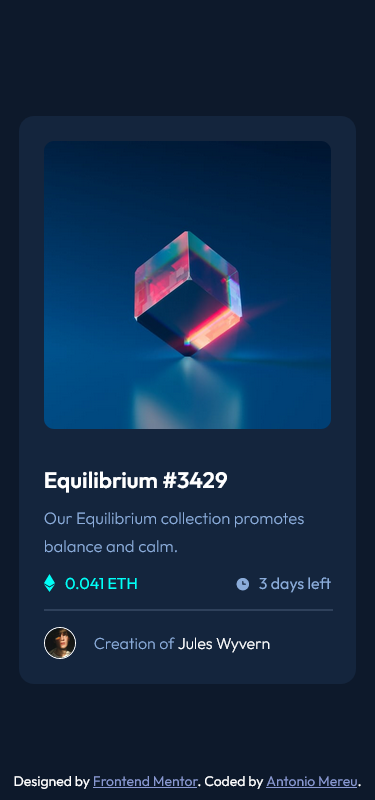 Equilibrium #3429
Our Equilibrium collection promotes
balance and calm.
0.041 ETH 3 days left
Creation of Jules Wyvern
Designed by Frontend Mentor. Coded by Antonio Mereu.